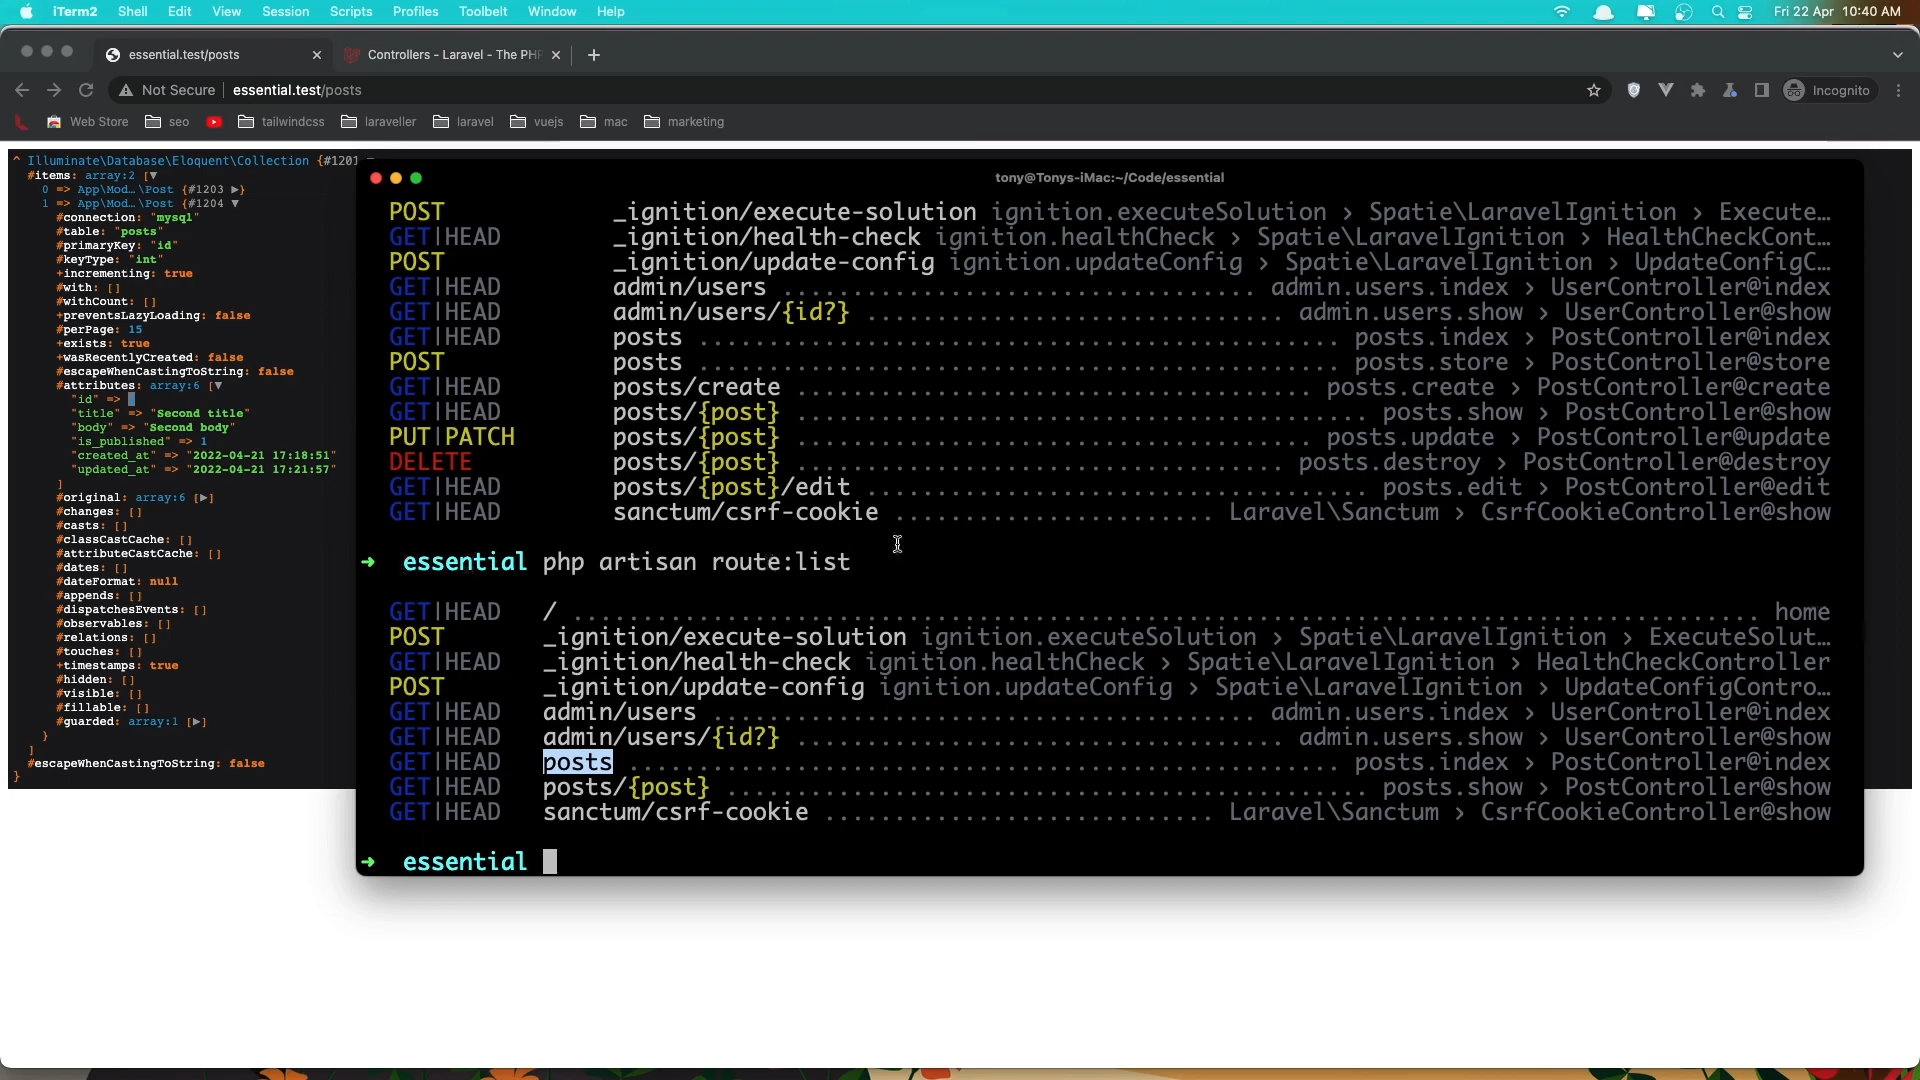 iTerm2 Shell Edit View Session Scripts Profiles Toolbelt Window Help Fri 22 Apr 10:40 AM
essential.test/posts Controllers - Laravel - The PHP
Not Secure essential.test/posts Incognito
Web Store seo tailwindcss laraveller laravel vuejs mac marketing
^ Illuminate\Database\Eloquent\Collection {#1201
#items: array:2 [▼
0 => App\Mod…\Post {#1203 ▶}
1 => App\Mod…\Post {#1204 ▼
#connection: "mysql"
#table: "posts"
#primaryKey: "id"
#keyType: "int"
+incrementing: true
#with: []
#withCount: []
+preventsLazyLoading: false
#perPage: 15
+exists: true
+wasRecentlyCreated: false
#escapeWhenCastingToString: false
#attributes: array:6 [▼
"id" =>
"title" => "Second title"
"body" => "Second body"
"is_published" => 1
"created_at" => "2022-04-21 17:18:51"
"updated_at" => "2022-04-21 17:21:57"
]
#original: array:6 [▶]
#changes: []
#casts: []
#classCastCache: []
#attributeCastCache: []
#dates: []
#dateFormat: null
#appends: []
#dispatchesEvents: []
#observables: []
#relations: []
#touches: []
+timestamps: true
#hidden: []
#visible: []
#fillable: []
#guarded: array:1 [▶]
}
]
#escapeWhenCastingToString: false
}
tony@Tonys-iMac:~/Code/essential
POST _ignition/execute-solution ignition.executeSolution › Spatie\LaravelIgnition › Execute…
GET|HEAD _ignition/health-check ignition.healthCheck › Spatie\LaravelIgnition › HealthCheckCont…
POST _ignition/update-config ignition.updateConfig › Spatie\LaravelIgnition › UpdateConfigC…
GET|HEAD admin/users .................................. admin.users.index › UserController@index
GET|HEAD admin/users/{id?} .............................. admin.users.show › UserController@show
GET|HEAD posts .............................................. posts.index › PostController@index
POST posts .............................................. posts.store › PostController@store
GET|HEAD posts/create ..................................... posts.create › PostController@create
GET|HEAD posts/{post} ......................................... posts.show › PostController@show
PUT|PATCH posts/{post} ..................................... posts.update › PostController@update
DELETE posts/{post} ................................... posts.destroy › PostController@destroy
GET|HEAD posts/{post}/edit .................................... posts.edit › PostController@edit
GET|HEAD sanctum/csrf-cookie ....................... Laravel\Sanctum › CsrfCookieController@show
➜ essential php artisan route:list
GET|HEAD / ..................................................................................... home
POST _ignition/execute-solution ignition.executeSolution › Spatie\LaravelIgnition › ExecuteSolut…
GET|HEAD _ignition/health-check ignition.healthCheck › Spatie\LaravelIgnition › HealthCheckController
POST _ignition/update-config ignition.updateConfig › Spatie\LaravelIgnition › UpdateConfigContro…
GET|HEAD admin/users ....................................... admin.users.index › UserController@index
GET|HEAD admin/users/{id?} ................................... admin.users.show › UserController@show
GET|HEAD posts ................................................... posts.index › PostController@index
GET|HEAD posts/{post} .............................................. posts.show › PostController@show
GET|HEAD sanctum/csrf-cookie ............................ Laravel\Sanctum › CsrfCookieController@show
➜ essential